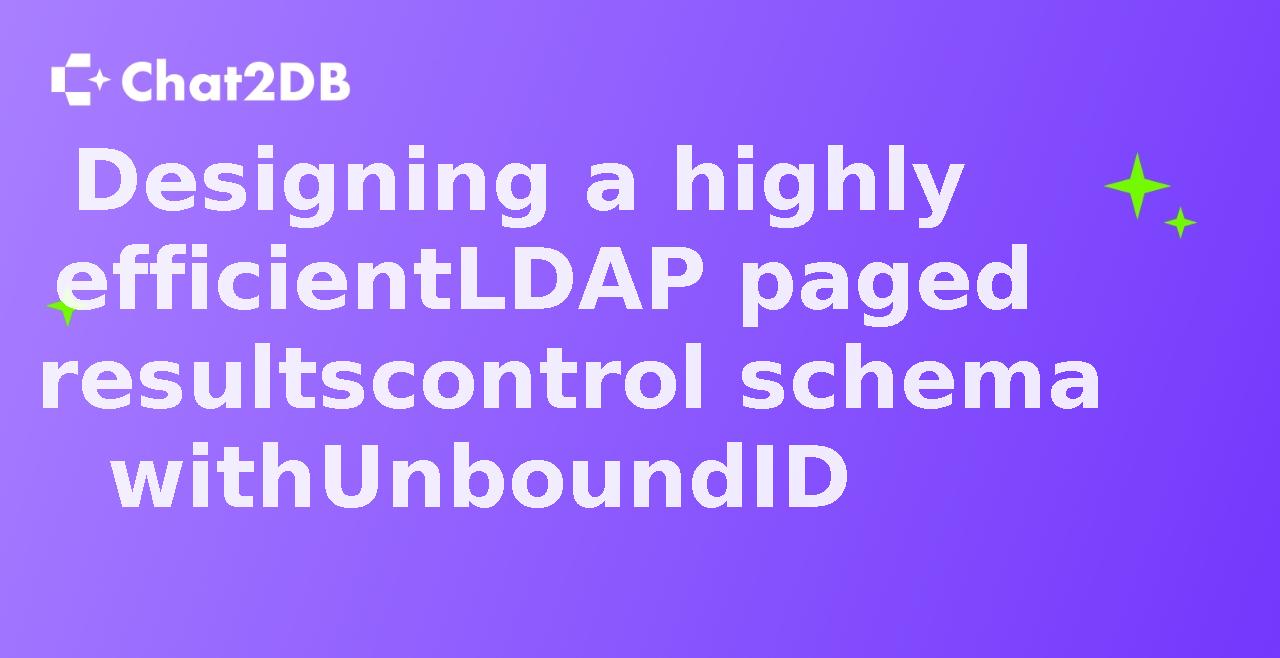 Chat2DB
Designing a highly
efficientLDAP paged
resultscontrol schema
withUnboundID